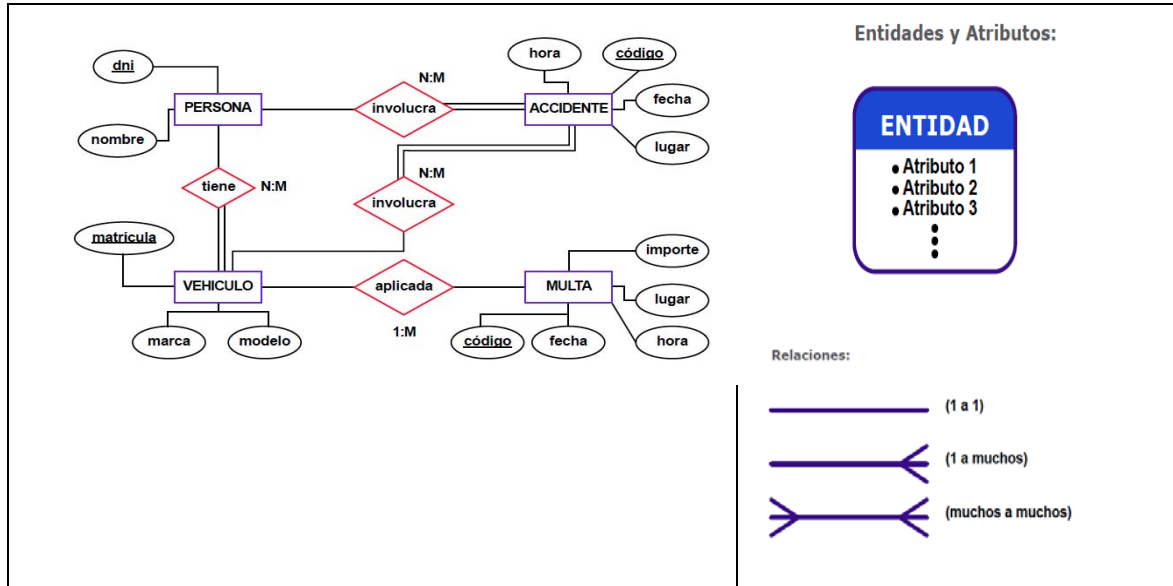 dni
PERSONA
nombre
N:M
involucra
hora
código
ACCIDENTE
fecha
lugar
tiene
N:M
N:M
involucra
matrícula
VEHICULO
marca
modelo
aplicada
1:M
importe
MULTA
lugar
código
fecha
hora
Entidades y Atributos:
ENTIDAD
• Atributo 1
• Atributo 2
• Atributo 3
Relaciones:
(1 a 1)
(1 a muchos)
(muchos a muchos)